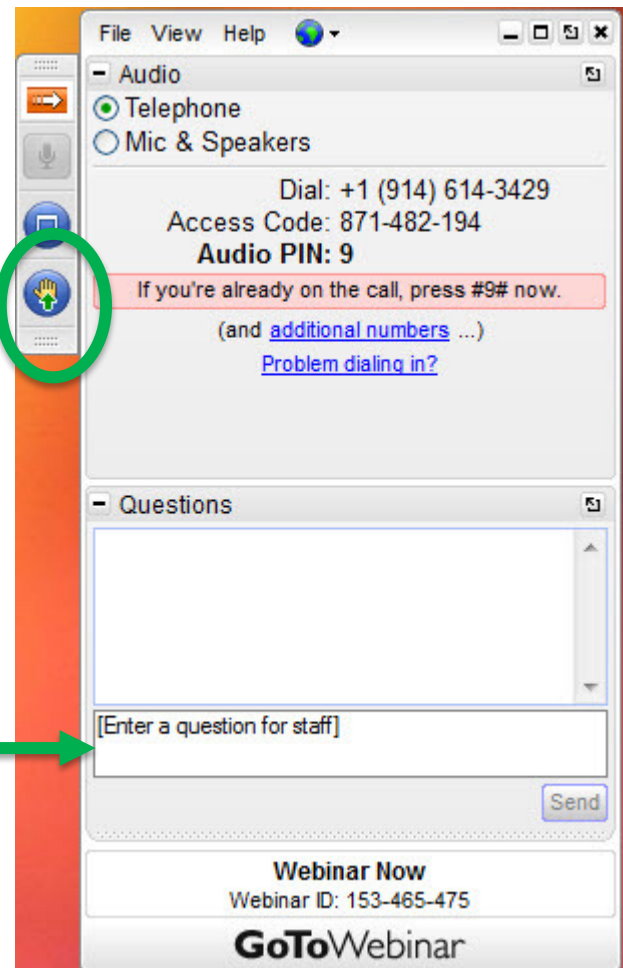 File View Help
Audio
Telephone
Mic & Speakers
Dial: +1 (914) 614-3429
Access Code: 871-482-194
Audio PIN: 9
If you're already on the call, press #9# now.
(and additional numbers ...)
Problem dialing in?
Questions
[Enter a question for staff]
Send
Webinar Now
Webinar ID: 153-465-475
GoToWebinar